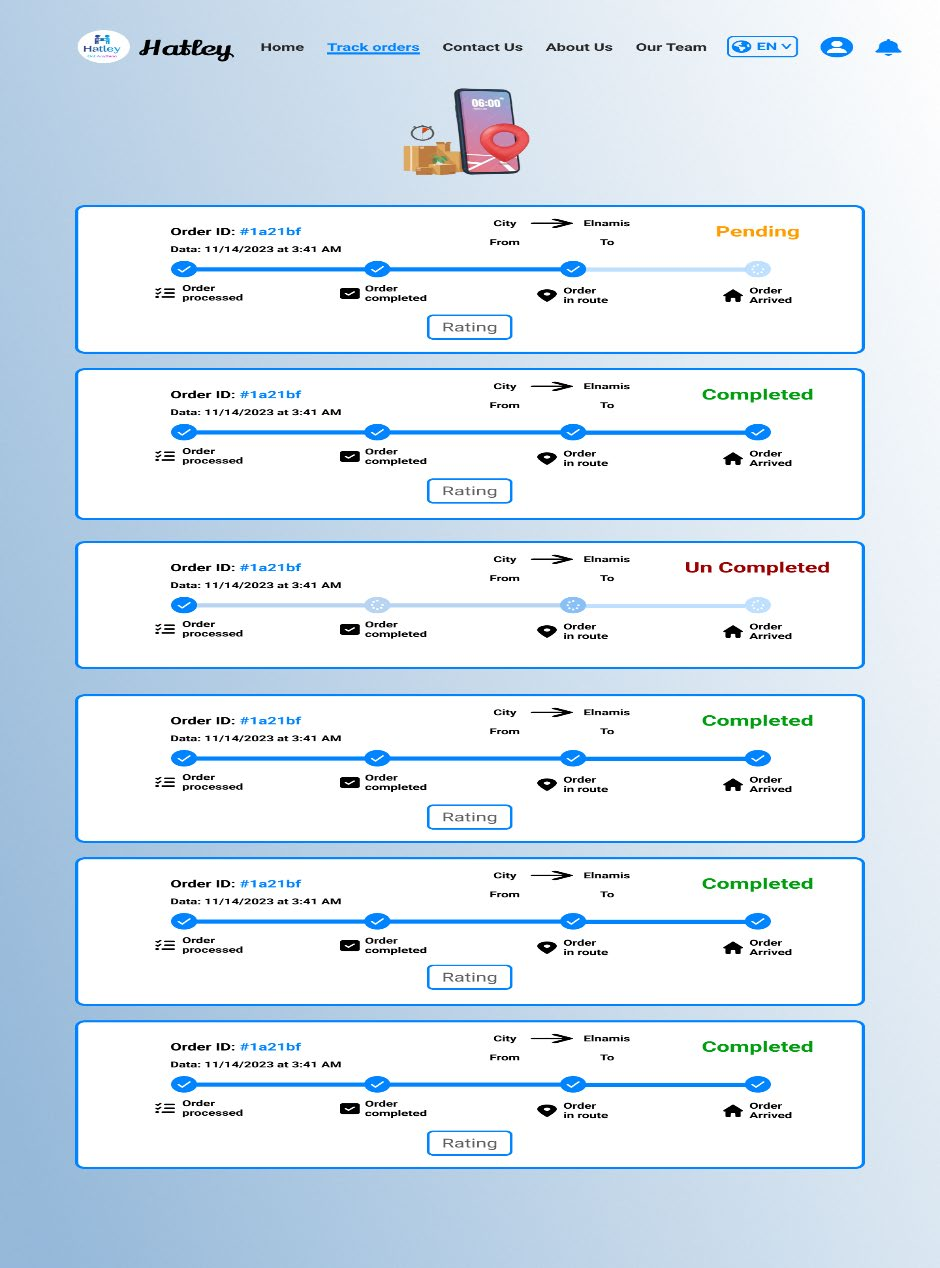 Hatley
Hatley
Home
Track orders
Contact Us
About Us
Our Team
EN
06:00
Order ID: #1a21bf
Data: 11/14/2023 at 3:41 AM
City
Elnamis
From
To
Pending
Order
processed
Order
completed
Order
in route
Order
Arrived
Rating
Order ID: #1a21bf
Data: 11/14/2023 at 3:41 AM
City
Elnamis
From
To
Completed
Order
processed
Order
completed
Order
in route
Order
Arrived
Rating
Order ID: #1a21bf
Data: 11/14/2023 at 3:41 AM
City
Elnamis
From
To
Un Completed
Order
processed
Order
completed
Order
in route
Order
Arrived
Order ID: #1a21bf
Data: 11/14/2023 at 3:41 AM
City
Elnamis
From
To
Completed
Order
processed
Order
completed
Order
in route
Order
Arrived
Rating
Order ID: #1a21bf
Data: 11/14/2023 at 3:41 AM
City
Elnamis
From
To
Completed
Order
processed
Order
completed
Order
in route
Order
Arrived
Rating
Order ID: #1a21bf
Data: 11/14/2023 at 3:41 AM
City
Elnamis
From
To
Completed
Order
processed
Order
completed
Order
in route
Order
Arrived
Rating